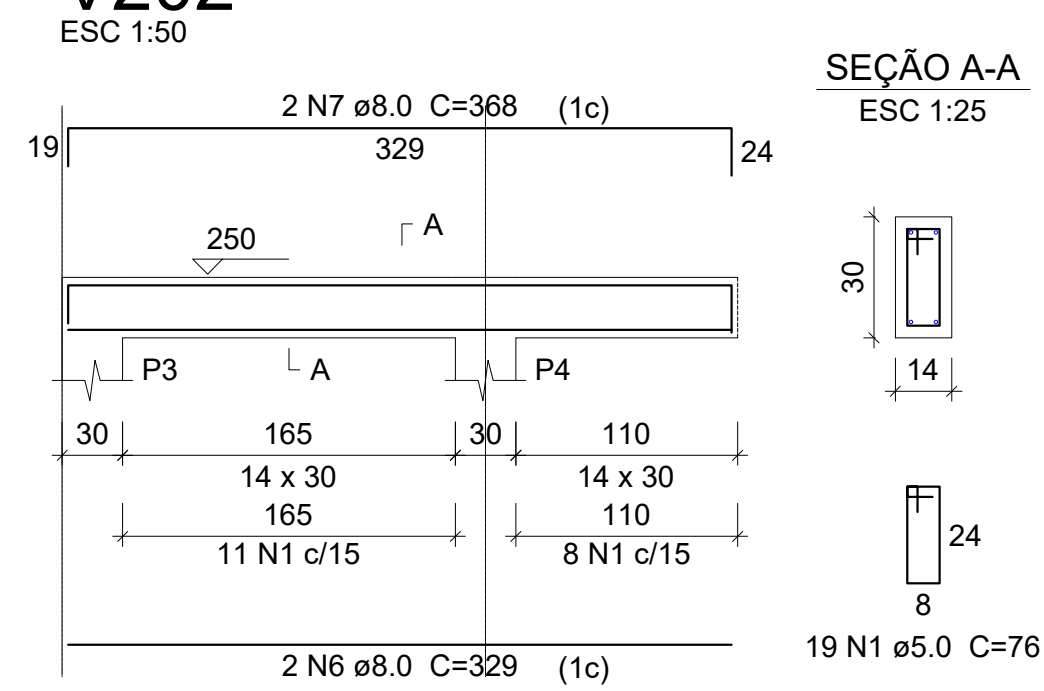 ESC 1:50
SEÇÃO A-A
ESC 1:25
2 N7 ø8.0 C=368 (1c)
19
329
24
A
250
30
P3
A
P4
14
30
165
30
110
14 x 30
14 x 30
165
110
11 N1 c/15
8 N1 c/15
24
8
19 N1 ø5.0 C=76
2 N6 ø8.0 C=329 (1c)